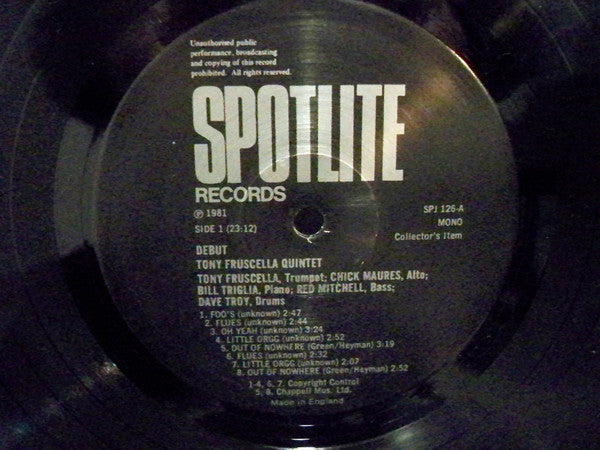 Unauthorised public
performance, broadcasting
and copying of this record
prohibited. All rights reserved.
SPOTLITE
RECORDS
℗ 1981
SIDE 1 (23:12)
SPJ 126-A
MONO
Collector's Item
DEBUT
TONY FRUSCELLA QUINTET
TONY FRUSCELLA, Trumpet; CHICK MAURES, Alto;
BILL TRIGLIA, Piano; RED MITCHELL, Bass;
DAVE TROY, Drums
1. FOO'S (unknown) 2:47
2. FLUES (unknown) 2:44
3. OH YEAH (unknown) 3:24
4. LITTLE ORGG (unknown) 2:52
5. OUT OF NOWHERE (Green/Heyman) 3:19
6. FLUES (unknown) 2:32
7. LITTLE ORGG (unknown) 2:07
8. OUT OF NOWHERE (Green/Heyman) 2:52
1-4, 6, 7. Copyright Control
5, 8. Chappell Mus. Ltd.
Made in England